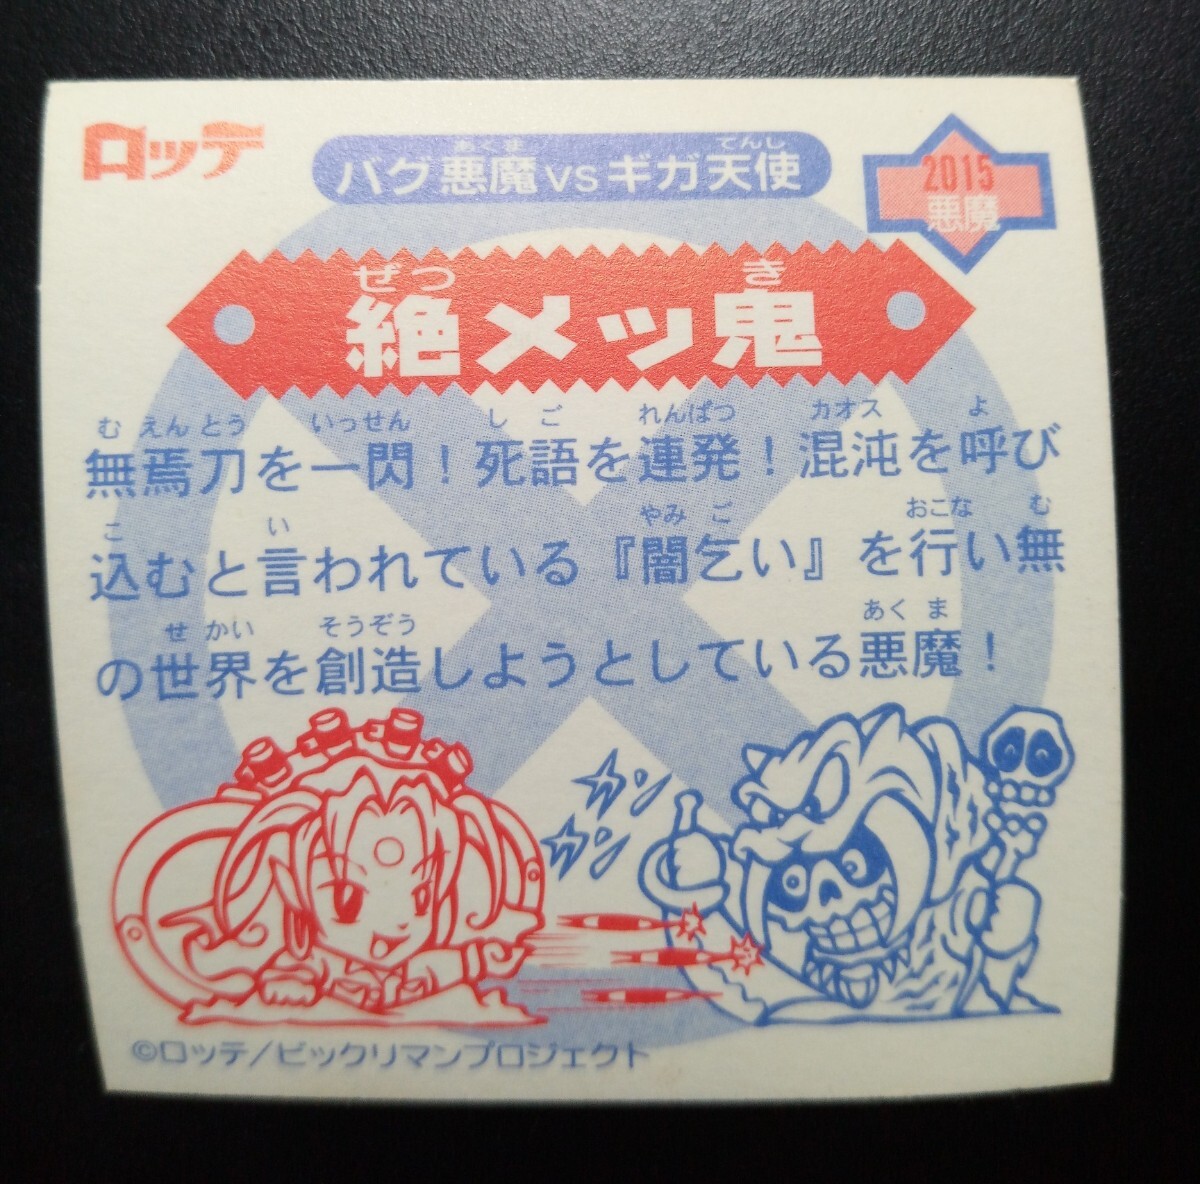 ロッテ
バグ悪魔vsギガ天使
あくま
てんし
2015
悪魔
ぜつ き
絶メッ鬼
む えん とう いっせん し ご れんぱつ カオス よ
無焉刀を一閃！死語を連発！混沌を呼び
こ い やみ ご おこな む
込むと言われている『闇乞い』を行い無
せ かい そうぞう あく ま
の世界を創造しようとしている悪魔！
カン
カン
©ロッテ/ビックリマンプロジェクト